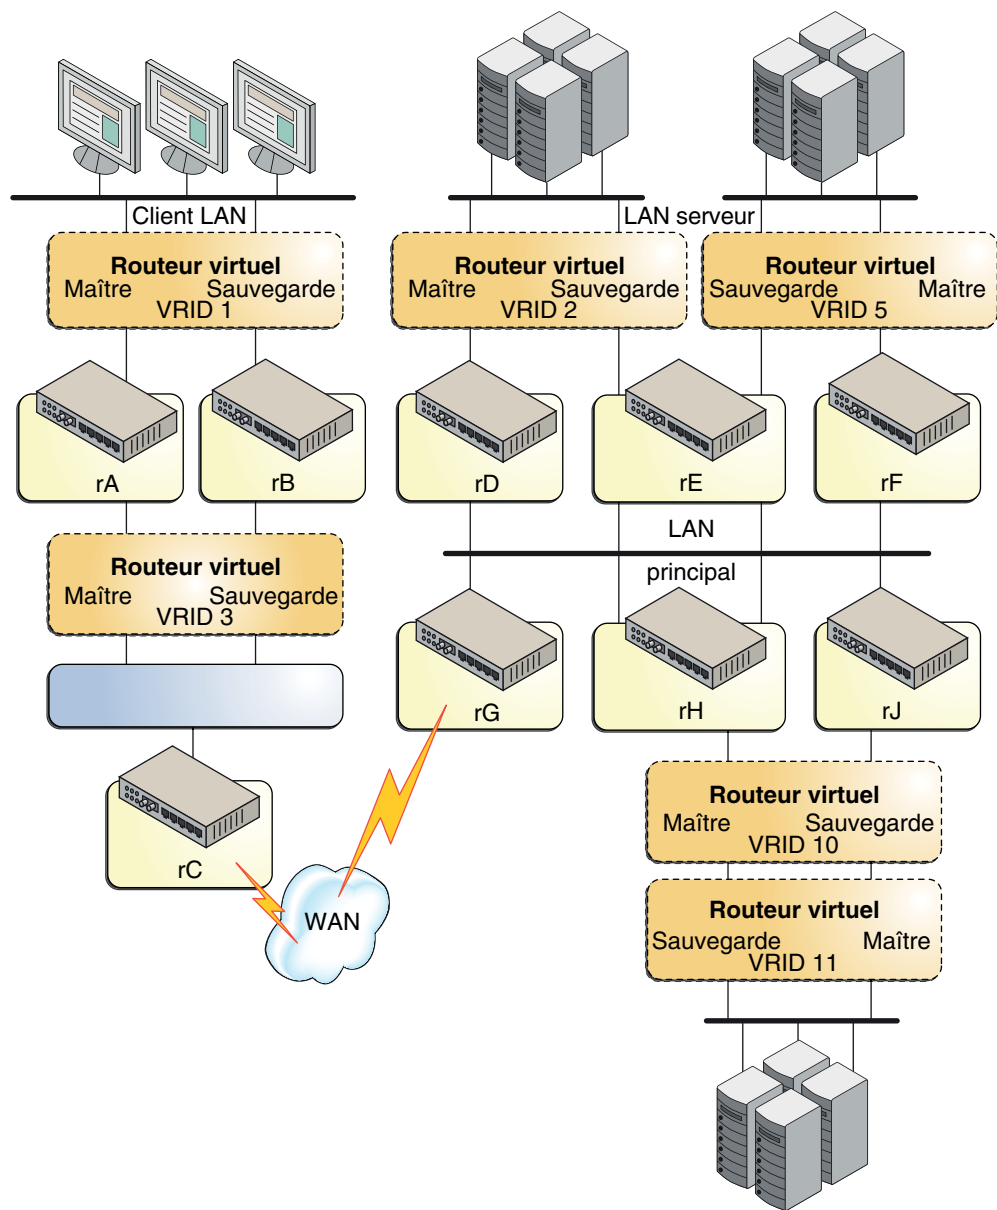 Client LAN
LAN serveur
Routeur virtuel
Maître Sauvegarde
VRID 1
Routeur virtuel
Maître Sauvegarde
VRID 2
Routeur virtuel
Sauvegarde Maître
VRID 5
rA
rB
rD
rE
rF
LAN
principal
Routeur virtuel
Maître Sauvegarde
VRID 3
rG
rH
rJ
rC
WAN
Routeur virtuel
Maître Sauvegarde
VRID 10
Routeur virtuel
Sauvegarde Maître
VRID 11